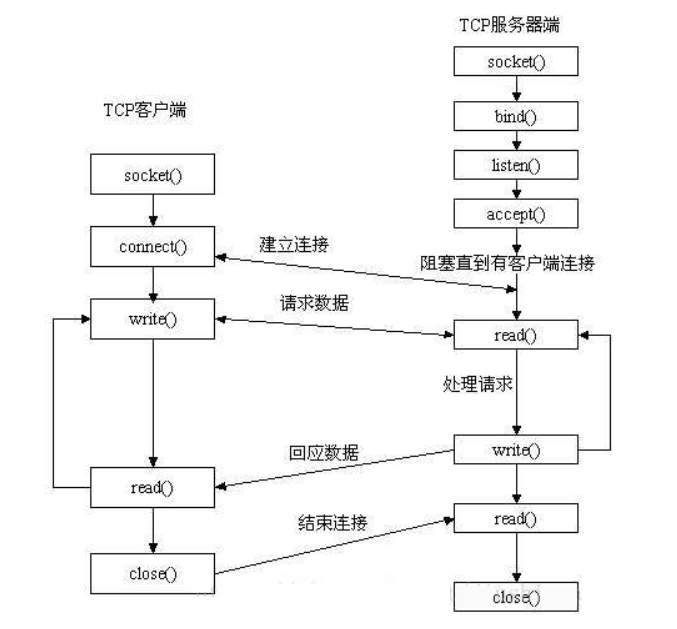 TCP服务器端
socket()
bind()
listen()
accept()
阻塞直到有客户端连接
read()
处理请求
write()
read()
close()
TCP客户端
socket()
connect()
write()
read()
close()
建立连接
请求数据
回应数据
结束连接